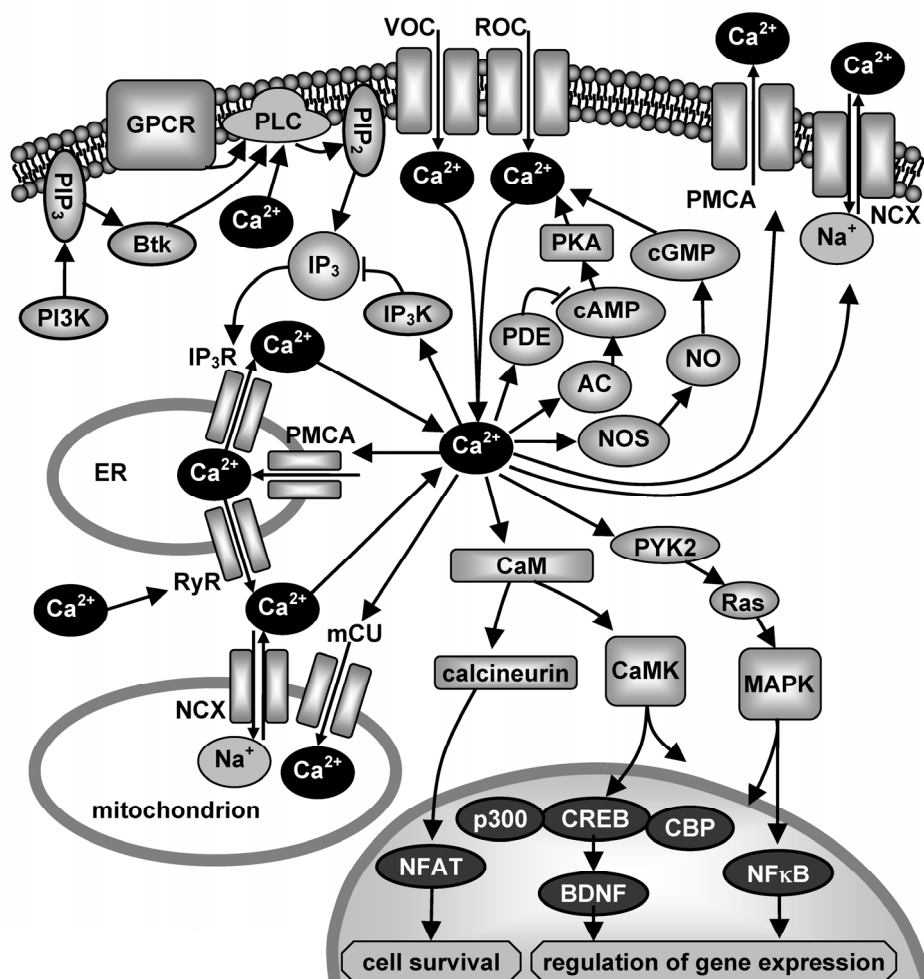 VOC
ROC
Ca2+
Ca2+
GPCR
PLC
PIP2
PIP3
Ca2+
Ca2+
Ca2+
PMCA
NCX
Na+
Btk
PKA
cGMP
IP3
PI3K
IP3K
PDE
cAMP
IP3R
Ca2+
NO
AC
PMCA
Ca2+
NOS
ER
Ca2+
PYK2
CaM
RyR
Ca2+
Ca2+
Ras
mCU
calcineurin
CaMK
MAPK
NCX
Na+
Ca2+
mitochondrion
p300
CREB
CBP
NFAT
BDNF
NFκB
cell survival
regulation of gene expression